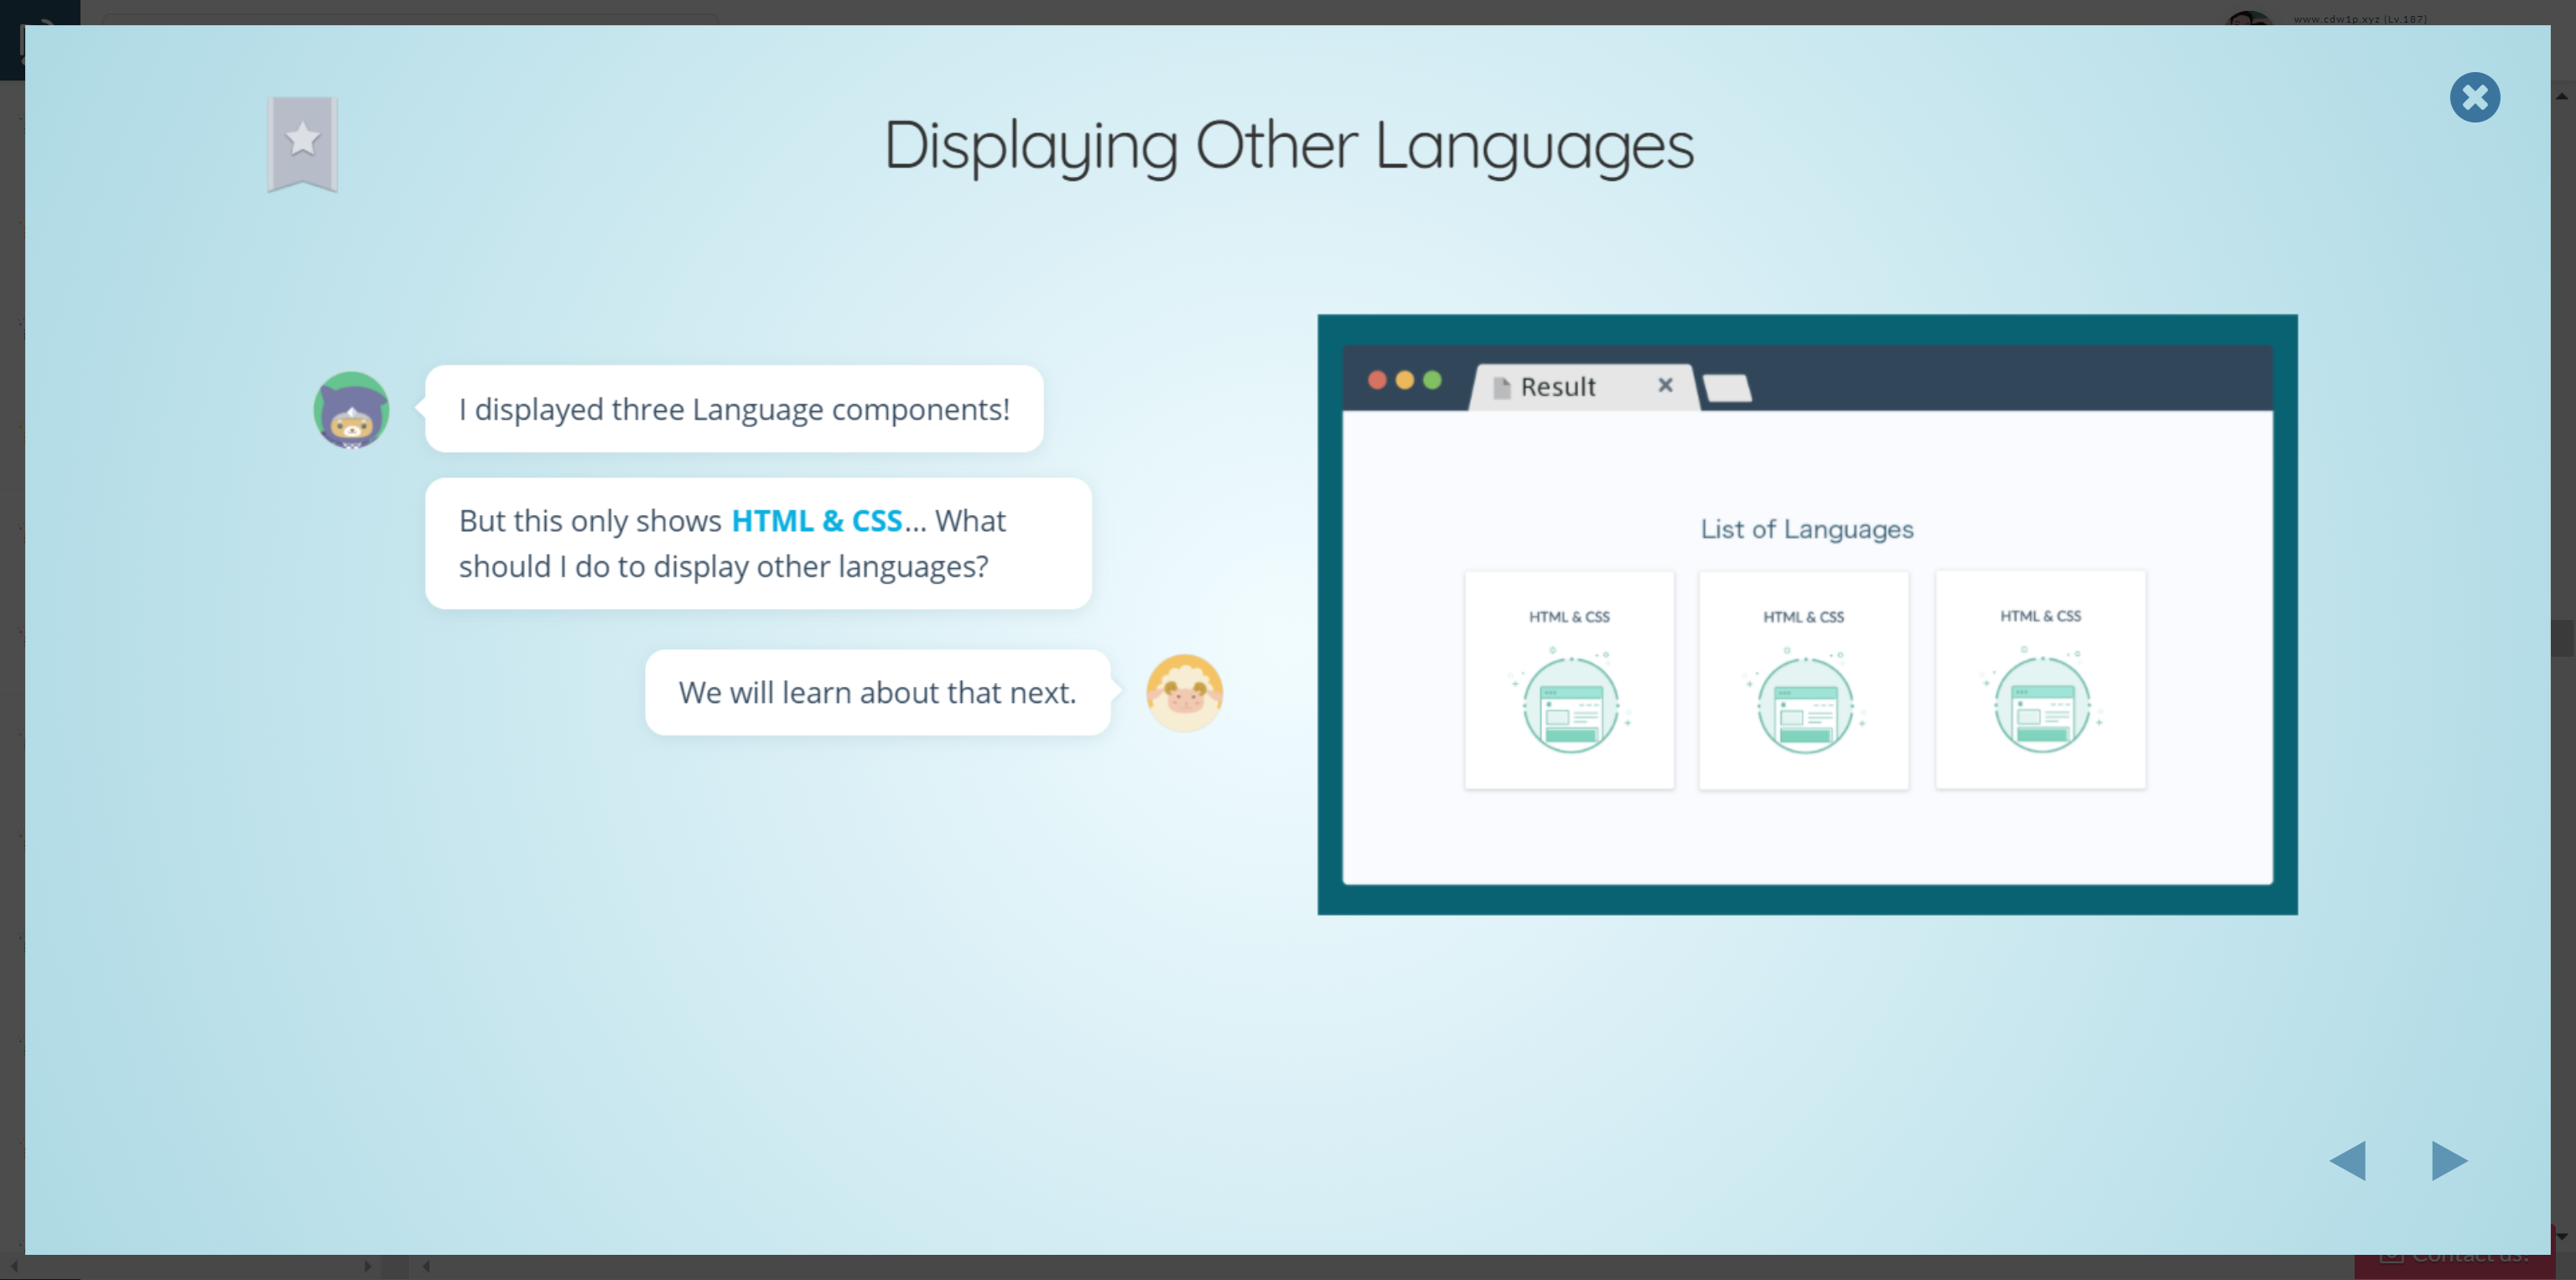 www.cdw1p.xyz (Lv.187)
Displaying Other Languages
I displayed three Language components!
But this only shows HTML & CSS... What
should I do to display other languages?
We will learn about that next.
Result
List of Languages
HTML & CSS
HTML & CSS
HTML & CSS
Contact us!